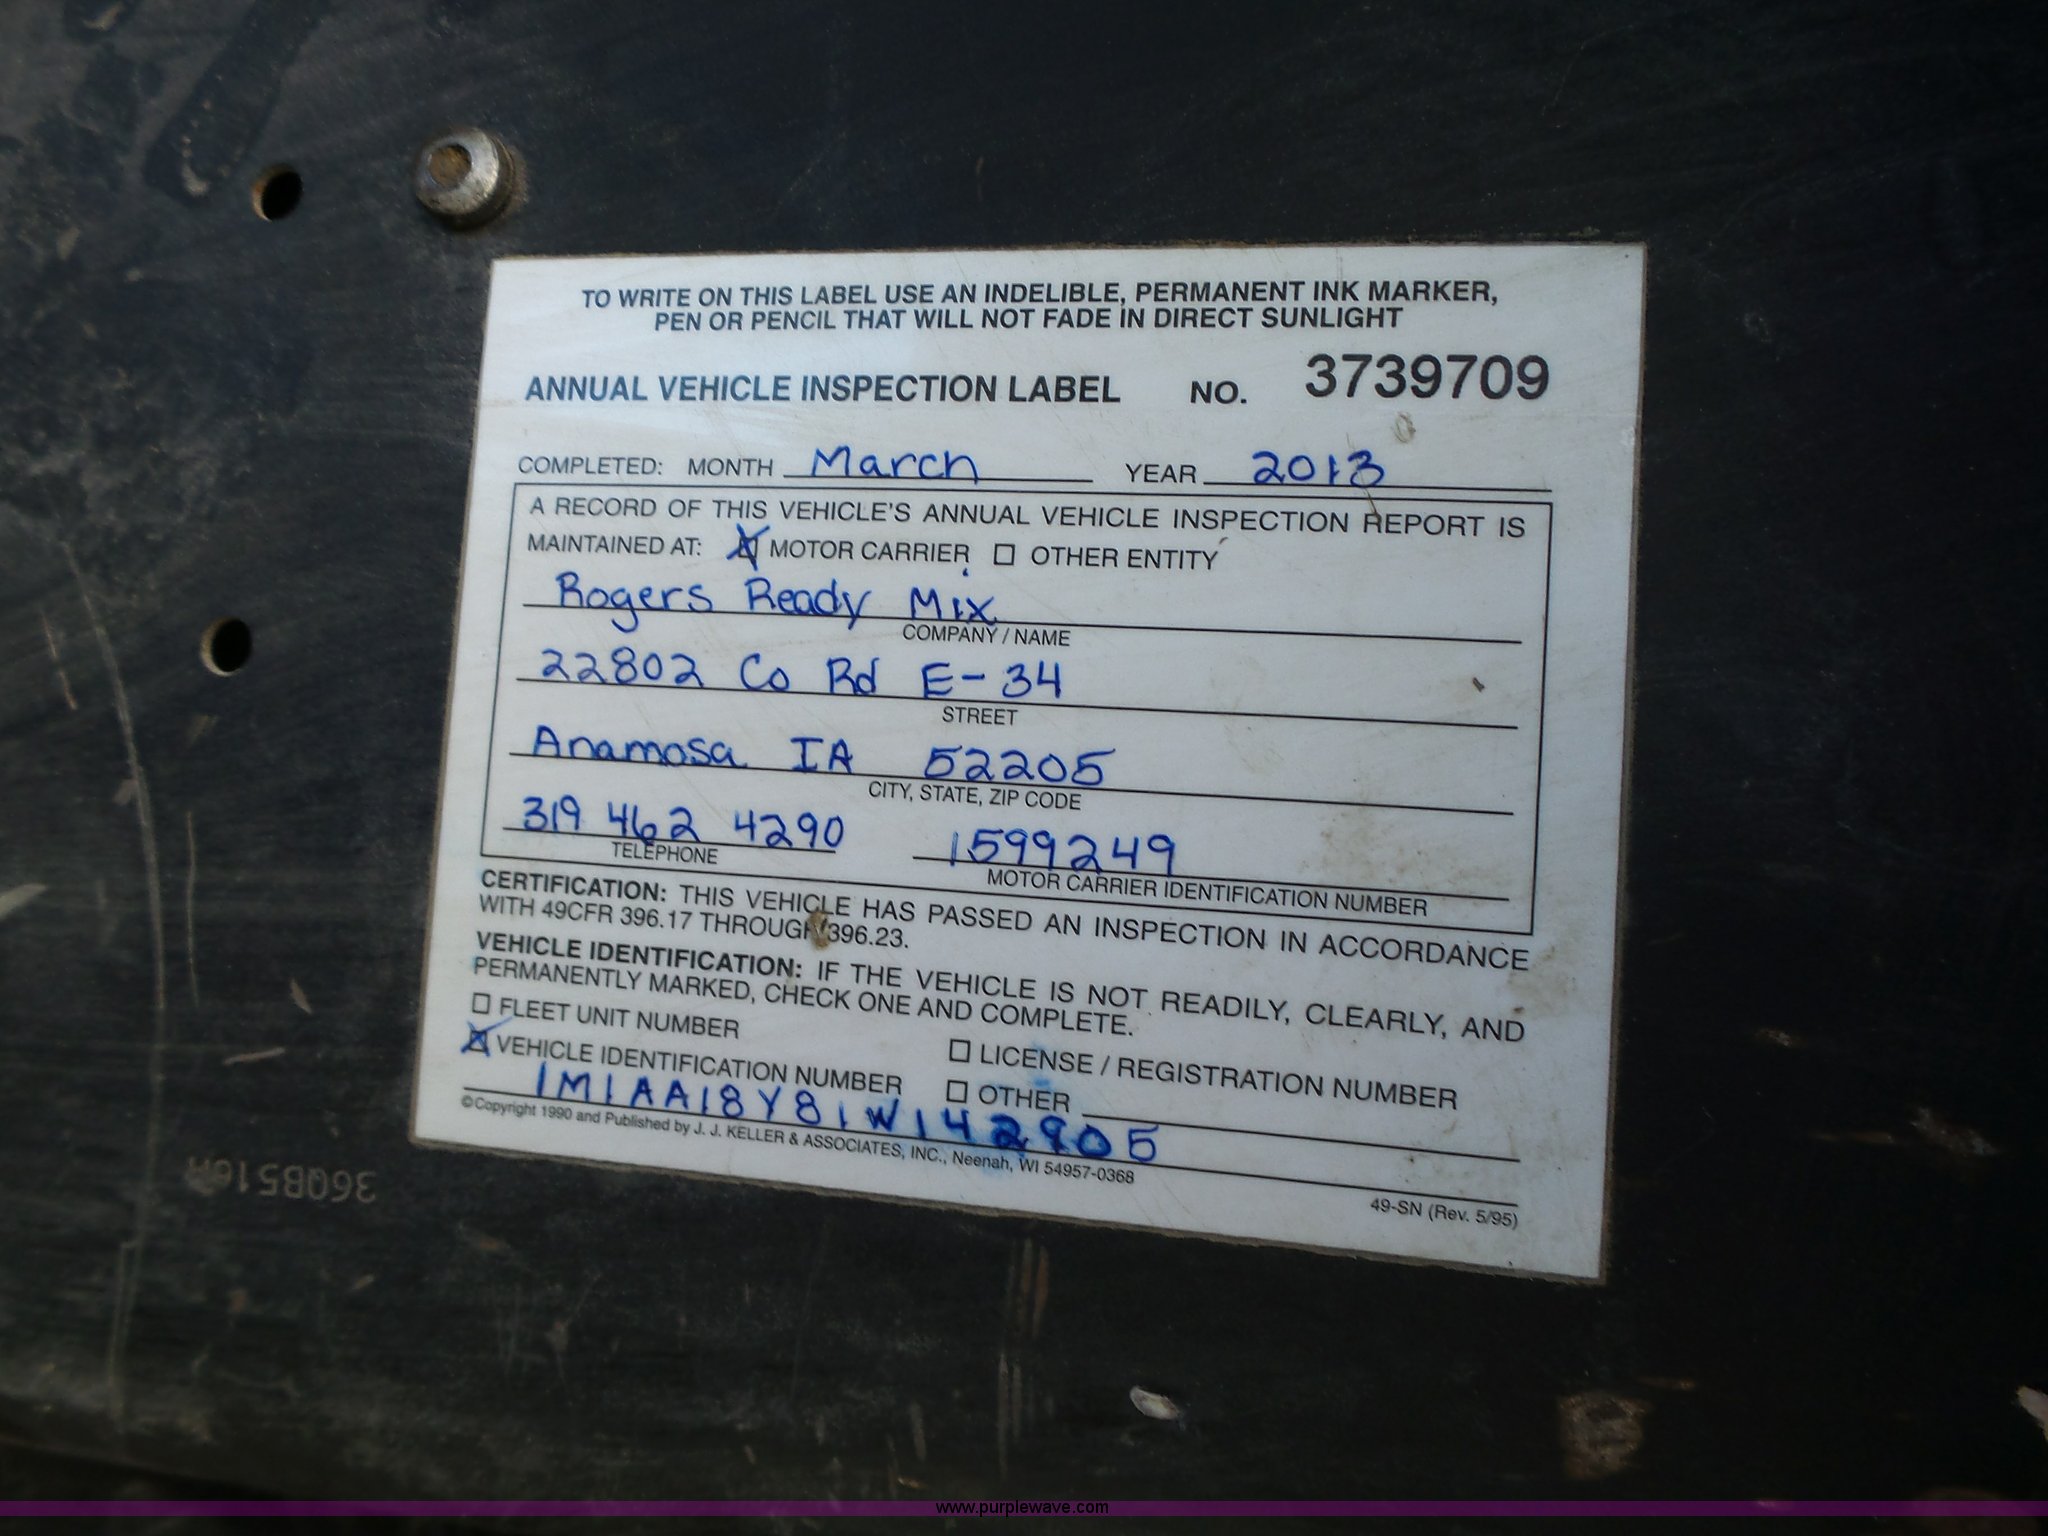 TO WRITE ON THIS LABEL USE AN INDELIBLE, PERMANENT INK MARKER,
PEN OR PENCIL THAT WILL NOT FADE IN DIRECT SUNLIGHT
ANNUAL VEHICLE INSPECTION LABEL NO. 3739709
COMPLETED: MONTH March YEAR 2013
A RECORD OF THIS VEHICLE'S ANNUAL VEHICLE INSPECTION REPORT IS
MAINTAINED AT: MOTOR CARRIER OTHER ENTITY
Rogers Ready Mix
COMPANY / NAME
22802 Co Rd E-34
STREET
Anamosa IA 52205
CITY, STATE, ZIP CODE
319 462 4290 1599249
TELEPHONE MOTOR CARRIER IDENTIFICATION NUMBER
CERTIFICATION: THIS VEHICLE HAS PASSED AN INSPECTION IN ACCORDANCE
WITH 49CFR 396.17 THROUGH 396.23.
VEHICLE IDENTIFICATION: IF THE VEHICLE IS NOT READILY, CLEARLY, AND
PERMANENTLY MARKED, CHECK ONE AND COMPLETE.
FLEET UNIT NUMBER LICENSE / REGISTRATION NUMBER
VEHICLE IDENTIFICATION NUMBER OTHER
1M1AA18Y81W142905
©Copyright 1990 and Published by J. J. KELLER & ASSOCIATES, INC., Neenah, WI 54957-0368
49-SN (Rev. 5/95)
www.purplewave.com